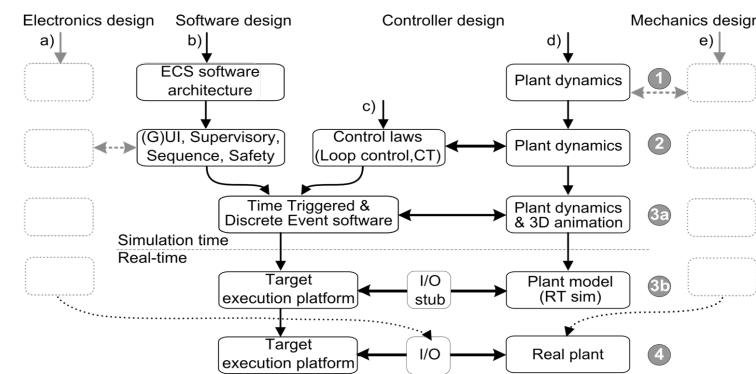 Electronics design
Software design
Controller design
Mechanics design
a)
b)
d)
e)
ECS software
architecture
Plant dynamics
1
c)
(G)UI, Supervisory,
Sequence, Safety
Control laws
(Loop control,CT)
Plant dynamics
2
Time Triggered &
Discrete Event software
Plant dynamics
& 3D animation
3a
Simulation time
Real-time
Target
execution platform
I/O
stub
Plant model
(RT sim)
3b
Target
execution platform
I/O
Real plant
4